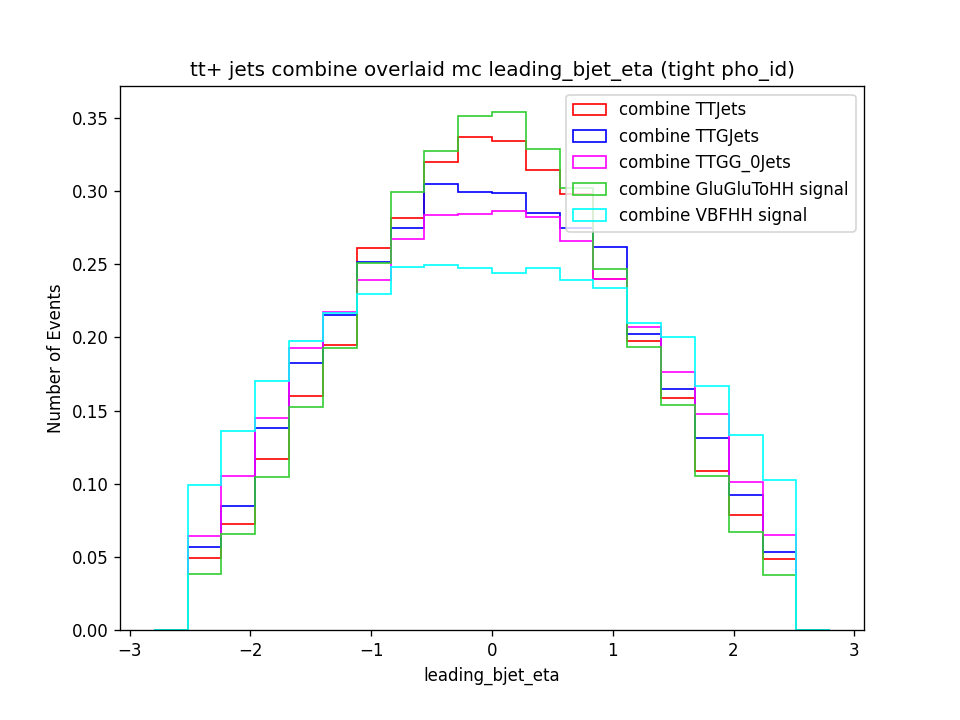 tt+ jets combine overlaid mc leading_bjet_eta (tight pho_id)
combine TTJets
combine TTGJets
combine TTGG_0Jets
combine GluGluToHH signal
combine VBFHH signal
Number of Events
0.35
0.30
0.25
0.20
0.15
0.10
0.05
0.00
−3 −2 −1 0 1 2 3
leading_bjet_eta